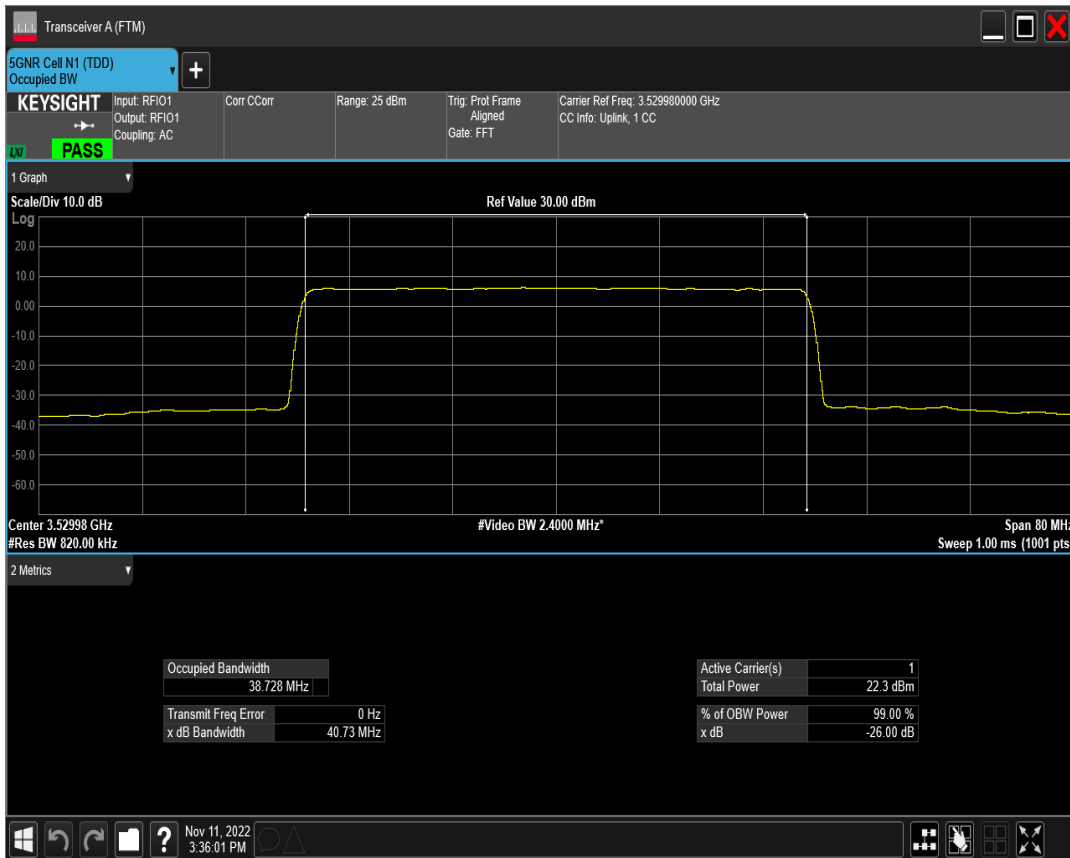 Transceiver A (FTM)
5GNR Cell N1 (TDD)
Occupied BW
+
KEYSIGHT
LXI
PASS
Input: RFIO1
Output: RFIO1
Coupling: AC
Corr CCorr
Range: 25 dBm
Trig: Prot Frame
Aligned
Gate: FFT
Carrier Ref Freq: 3.529980000 GHz
CC Info: Uplink, 1 CC
1 Graph
Scale/Div 10.0 dB
Ref Value 30.00 dBm
Log
20.0
10.0
0.00
-10.0
-20.0
-30.0
-40.0
-50.0
-60.0
Center 3.52998 GHz
#Video BW 2.4000 MHz*
Span 80 MHz
#Res BW 820.00 kHz
Sweep 1.00 ms (1001 pts
2 Metrics
Occupied Bandwidth
38.728 MHz
Transmit Freq Error 0 Hz
x dB Bandwidth 40.73 MHz
Active Carrier(s) 1
Total Power 22.3 dBm
% of OBW Power 99.00 %
x dB -26.00 dB
?
Nov 11, 2022
3:36:01 PM